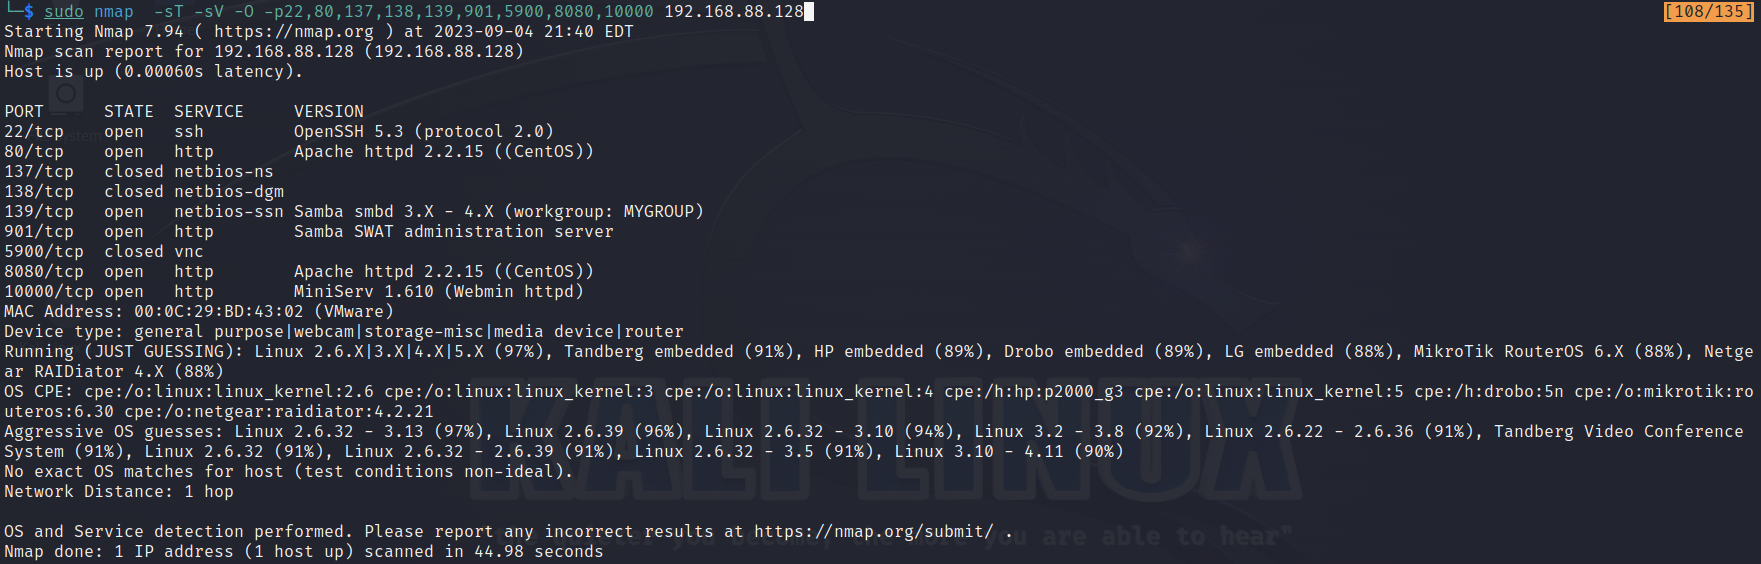 └─$ sudo nmap  -sT -sV -O -p22,80,137,138,139,901,5900,8080,10000 192.168.88.128 [108/135]
Starting Nmap 7.94 ( https://nmap.org ) at 2023-09-04 21:40 EDT
Nmap scan report for 192.168.88.128 (192.168.88.128)
Host is up (0.00060s latency).
PORT      STATE  SERVICE     VERSION
22/tcp    open   ssh         OpenSSH 5.3 (protocol 2.0)
80/tcp    open   http        Apache httpd 2.2.15 ((CentOS))
137/tcp   closed netbios-ns
138/tcp   closed netbios-dgm
139/tcp   open   netbios-ssn Samba smbd 3.X - 4.X (workgroup: MYGROUP)
901/tcp   open   http        Samba SWAT administration server
5900/tcp  closed vnc
8080/tcp  open   http        Apache httpd 2.2.15 ((CentOS))
10000/tcp open   http        MiniServ 1.610 (Webmin httpd)
MAC Address: 00:0C:29:BD:43:02 (VMware)
Device type: general purpose|webcam|storage-misc|media device|router
Running (JUST GUESSING): Linux 2.6.X|3.X|4.X|5.X (97%), Tandberg embedded (91%), HP embedded (89%), Drobo embedded (89%), LG embedded (88%), MikroTik RouterOS 6.X (88%), Netge
ar RAIDiator 4.X (88%)
OS CPE: cpe:/o:linux:linux_kernel:2.6 cpe:/o:linux:linux_kernel:3 cpe:/o:linux:linux_kernel:4 cpe:/h:hp:p2000_g3 cpe:/o:linux:linux_kernel:5 cpe:/h:drobo:5n cpe:/o:mikrotik:ro
uteros:6.30 cpe:/o:netgear:raidiator:4.2.21
Aggressive OS guesses: Linux 2.6.32 - 3.13 (97%), Linux 2.6.39 (96%), Linux 2.6.32 - 3.10 (94%), Linux 3.2 - 3.8 (92%), Linux 2.6.22 - 2.6.36 (91%), Tandberg Video Conference
System (91%), Linux 2.6.32 (91%), Linux 2.6.32 - 2.6.39 (91%), Linux 2.6.32 - 3.5 (91%), Linux 3.10 - 4.11 (90%)
No exact OS matches for host (test conditions non-ideal).
Network Distance: 1 hop
KALI LINUX
OS and Service detection performed. Please report any incorrect results at https://nmap.org/submit/ .
you are able to hear"
Nmap done: 1 IP address (1 host up) scanned in 44.98 seconds